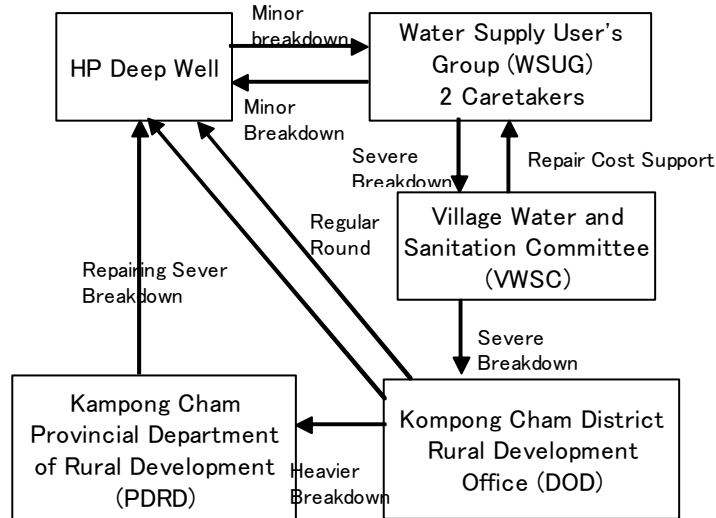 Minor
breakdown
HP Deep Well
Water Supply User's
Group (WSUG)
2 Caretakers
Minor
Breakdown
Severe
Breakdown
Repair Cost Support
Regular
Round
Village Water and
Sanitation Committee
(VWSC)
Repairing Sever
Breakdown
Severe
Breakdown
Kampong Cham
Provincial Department
of Rural Development
(PDRD)
Heavier
Breakdown
Kompong Cham District
Rural Development
Office (DOD)